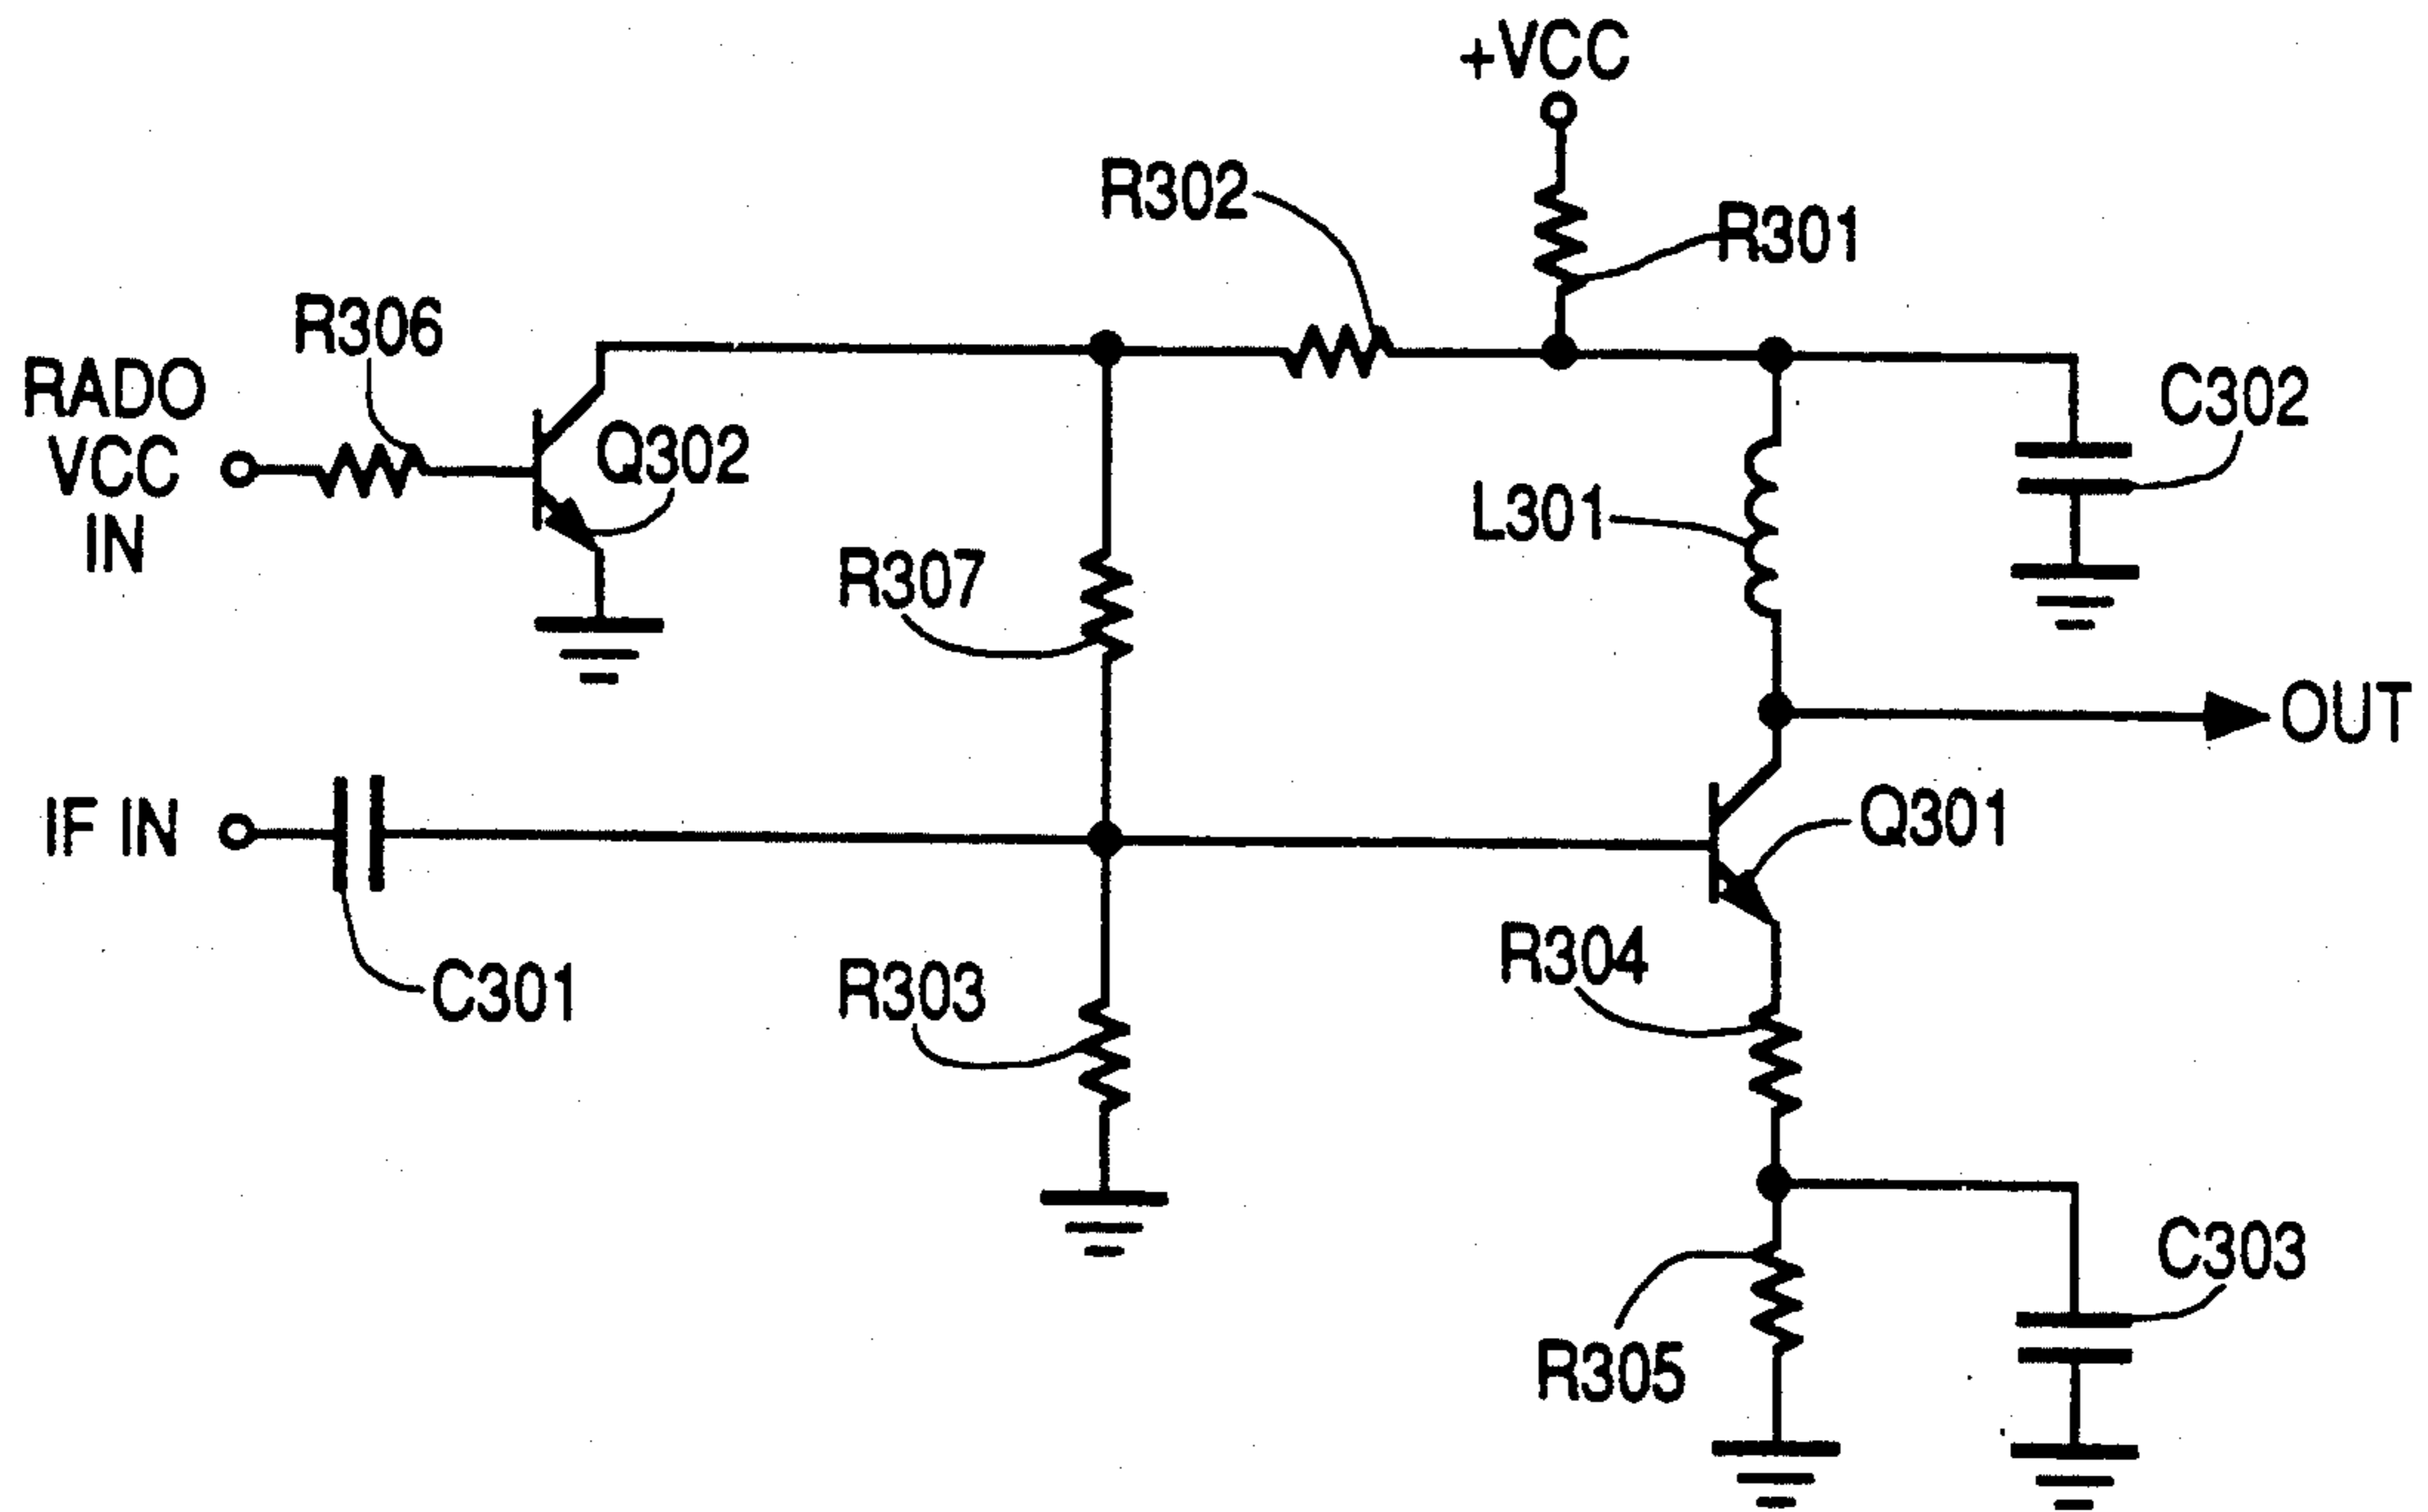 +VCC
R302
R301
R306
RADO
VCC
IN
Q302
C302
L301
R307
OUT
IF IN
Q301
R304
C301
R303
C303
R305